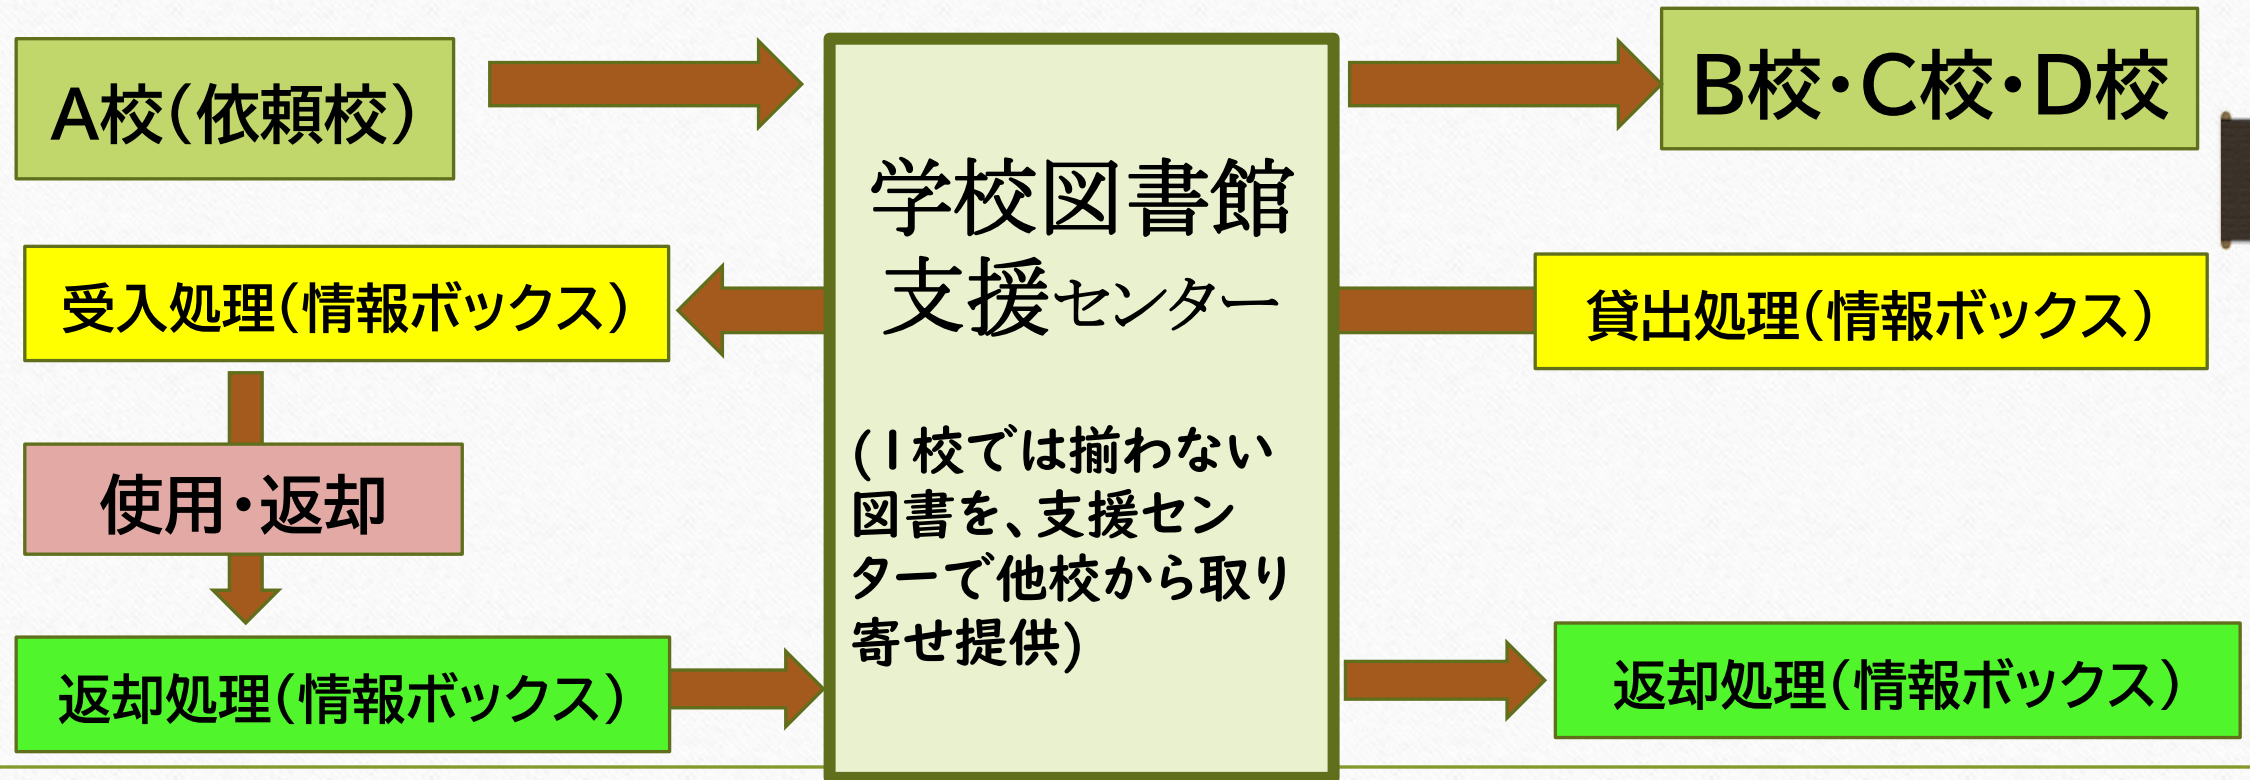 A校(依頼校)
学校図書館
支援センター
(1校では揃わない
図書を、支援セン
ターで他校から取り
寄せ提供)
B校・C校・D校
受入処理(情報ボックス)
貸出処理(情報ボックス)
使用・返却
返却処理(情報ボックス)
返却処理(情報ボックス)